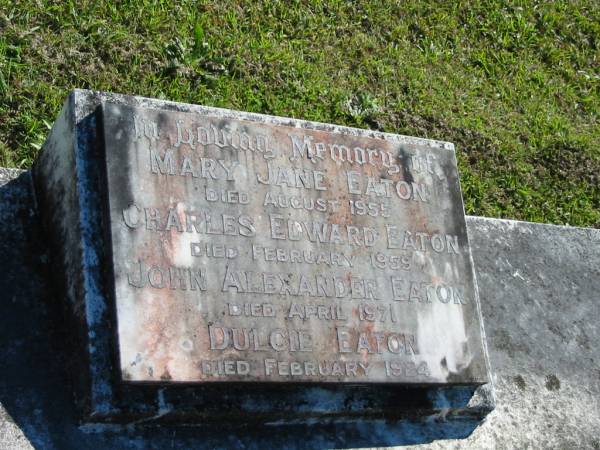 In Loving Memory of
MARY JANE EATON
DIED AUGUST 1955
CHARLES EDWARD EATON
DIED FEBRUARY 1959
JOHN ALEXANDER EATON
DIED APRIL 1971
DULCIE EATON
DIED FEBRUARY 1924